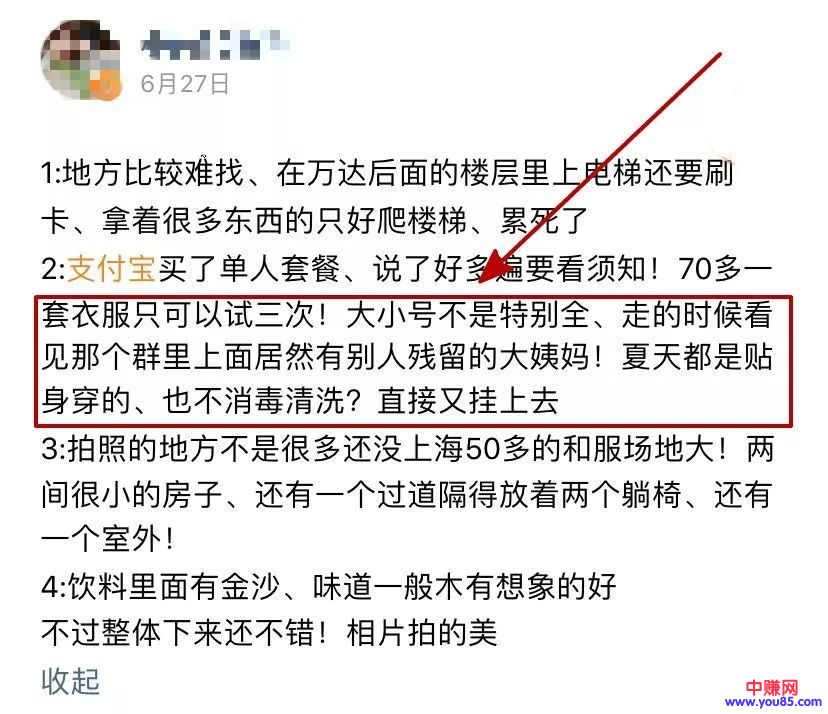 6月27日
1:地方比较难找、在万达后面的楼层里上电梯还要刷
卡、拿着很多东西的只好爬楼梯、累死了
2:支付宝买了单人套餐、说了好多遍要看须知！70多一
套衣服只可以试三次！大小号不是特别全、走的时候看
见那个群里上面居然有别人残留的大姨妈！夏天都是贴
身穿的、也不消毒清洗？直接又挂上去
3:拍照的地方不是很多还没上海50多的和服场地大！两
间很小的房子、还有一个过道隔得放着两个躺椅、还有
一个室外！
4:饮料里面有金沙、味道一般木有想象的好
不过整体下来还不错！相片拍的美
收起
中赚网
www.you85.com